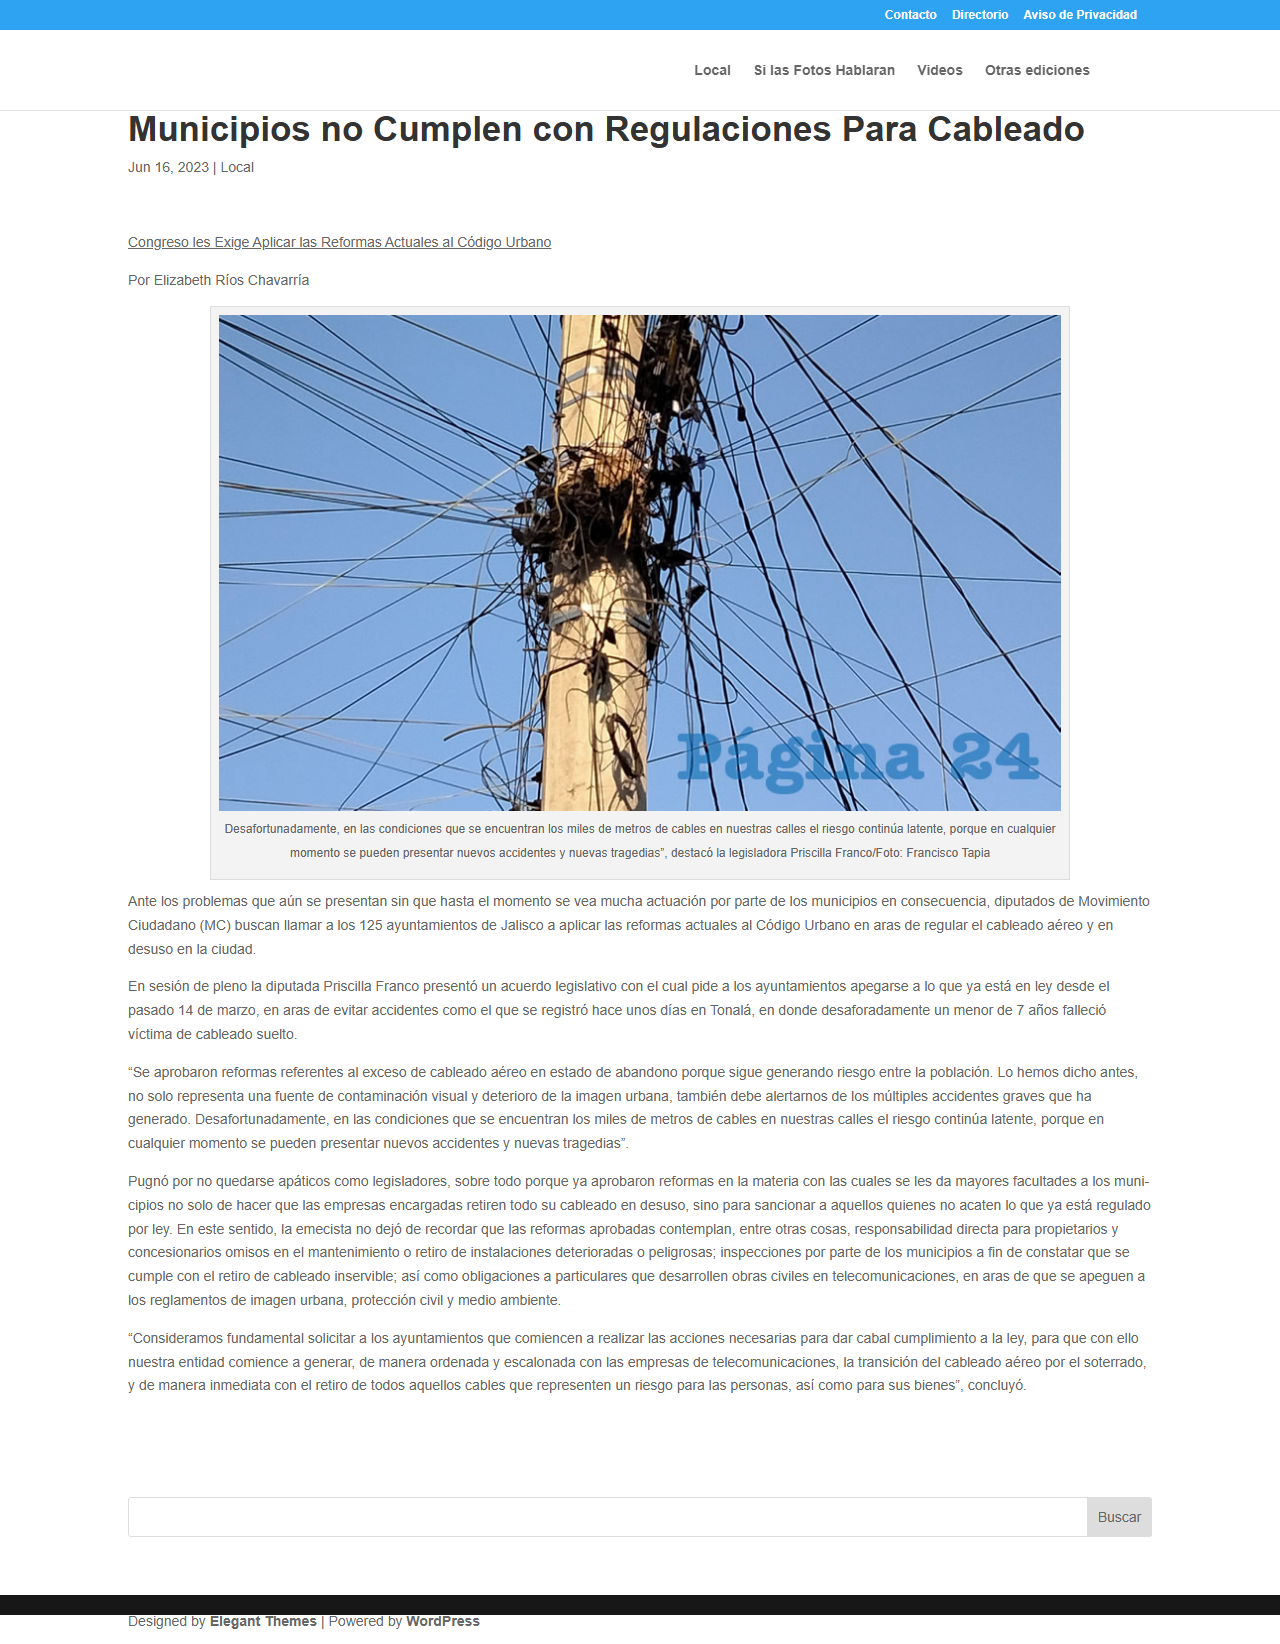 Contacto Directorio Aviso de Privacidad
Local Si las Fotos Hablaran Videos Otras ediciones
Municipios no Cumplen con Regulaciones Para Cableado
Jun 16, 2023 | Local
Congreso les Exige Aplicar las Reformas Actuales al Código Urbano
Por Elizabeth Ríos Chavarría
Página 24
Desafortunadamente, en las condiciones que se encuentran los miles de metros de cables en nuestras calles el riesgo continúa latente, porque en cualquier
momento se pueden presentar nuevos accidentes y nuevas tragedias”, destacó la legisladora Priscilla Franco/Foto: Francisco Tapia
Ante los problemas que aún se presentan sin que hasta el momento se vea mucha actuación por parte de los municipios en consecuencia, diputados de Movimiento
Ciudadano (MC) buscan llamar a los 125 ayuntamientos de Jalisco a aplicar las reformas actuales al Código Urbano en aras de regular el cableado aéreo y en
desuso en la ciudad.
En sesión de pleno la diputada Priscilla Franco presentó un acuerdo legislativo con el cual pide a los ayuntamientos apegarse a lo que ya está en ley desde el
pasado 14 de marzo, en aras de evitar accidentes como el que se registró hace unos días en Tonalá, en donde desaforadamente un menor de 7 años falleció
víctima de cableado suelto.
“Se aprobaron reformas referentes al exceso de cableado aéreo en estado de abandono porque sigue generando riesgo entre la población. Lo hemos dicho antes,
no solo representa una fuente de contaminación visual y deterioro de la imagen urbana, también debe alertarnos de los múltiples accidentes graves que ha
generado. Desafortunadamente, en las condiciones que se encuentran los miles de metros de cables en nuestras calles el riesgo continúa latente, porque en
cualquier momento se pueden presentar nuevos accidentes y nuevas tragedias”.
Pugnó por no quedarse apáticos como legisladores, sobre todo porque ya aprobaron reformas en la materia con las cuales se les da mayores facultades a los muni-
cipios no solo de hacer que las empresas encargadas retiren todo su cableado en desuso, sino para sancionar a aquellos quienes no acaten lo que ya está regulado
por ley. En este sentido, la emecista no dejó de recordar que las reformas aprobadas contemplan, entre otras cosas, responsabilidad directa para propietarios y
concesionarios omisos en el mantenimiento o retiro de instalaciones deterioradas o peligrosas; inspecciones por parte de los municipios a fin de constatar que se
cumple con el retiro de cableado inservible; así como obligaciones a particulares que desarrollen obras civiles en telecomunicaciones, en aras de que se apeguen a
los reglamentos de imagen urbana, protección civil y medio ambiente.
“Consideramos fundamental solicitar a los ayuntamientos que comiencen a realizar las acciones necesarias para dar cabal cumplimiento a la ley, para que con ello
nuestra entidad comience a generar, de manera ordenada y escalonada con las empresas de telecomunicaciones, la transición del cableado aéreo por el soterrado,
y de manera inmediata con el retiro de todos aquellos cables que representen un riesgo para las personas, así como para sus bienes”, concluyó.
Buscar
Designed by Elegant Themes | Powered by WordPress